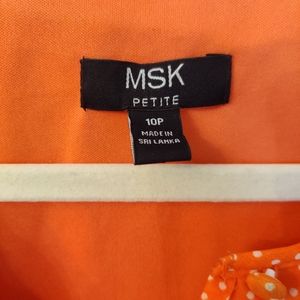 MSK
PETITE
10P
MADE IN
SRI LANKA